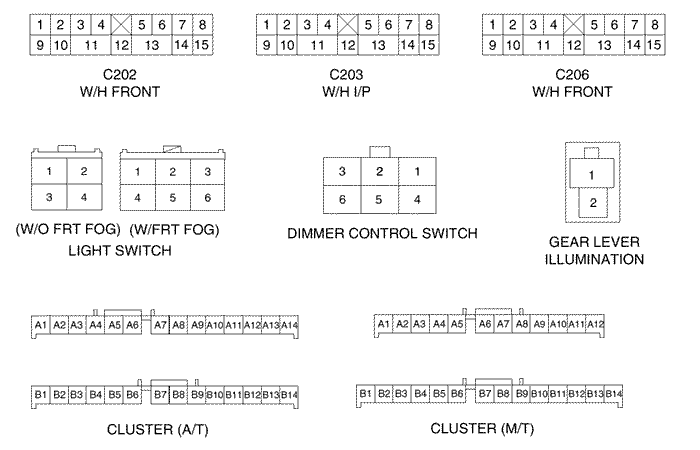 1 2 3 4 5 6 7 8
9 10 11 12 13 14 15
C202
W/H FRONT
1 2 3 4 5 6 7 8
9 10 11 12 13 14 15
C203
W/H I/P
1 2 3 4 5 6 7 8
9 10 11 12 13 14 15
C206
W/H FRONT
1 2
3 4
(W/O FRT FOG)
1 2 3
4 5 6
(W/FRT FOG)
LIGHT SWITCH
3 2 1
6 5 4
DIMMER CONTROL SWITCH
1
2
GEAR LEVER
ILLUMINATION
A1 A2 A3 A4 A5 A6 A7 A8 A9 A10 A11 A12 A13 A14
B1 B2 B3 B4 B5 B6 B7 B8 B9 B10 B11 B12 B13 B14
CLUSTER (A/T)
A1 A2 A3 A4 A5 A6 A7 A8 A9 A10 A11 A12
B1 B2 B3 B4 B5 B6 B7 B8 B9 B10 B11 B12 B13 B14
CLUSTER (M/T)